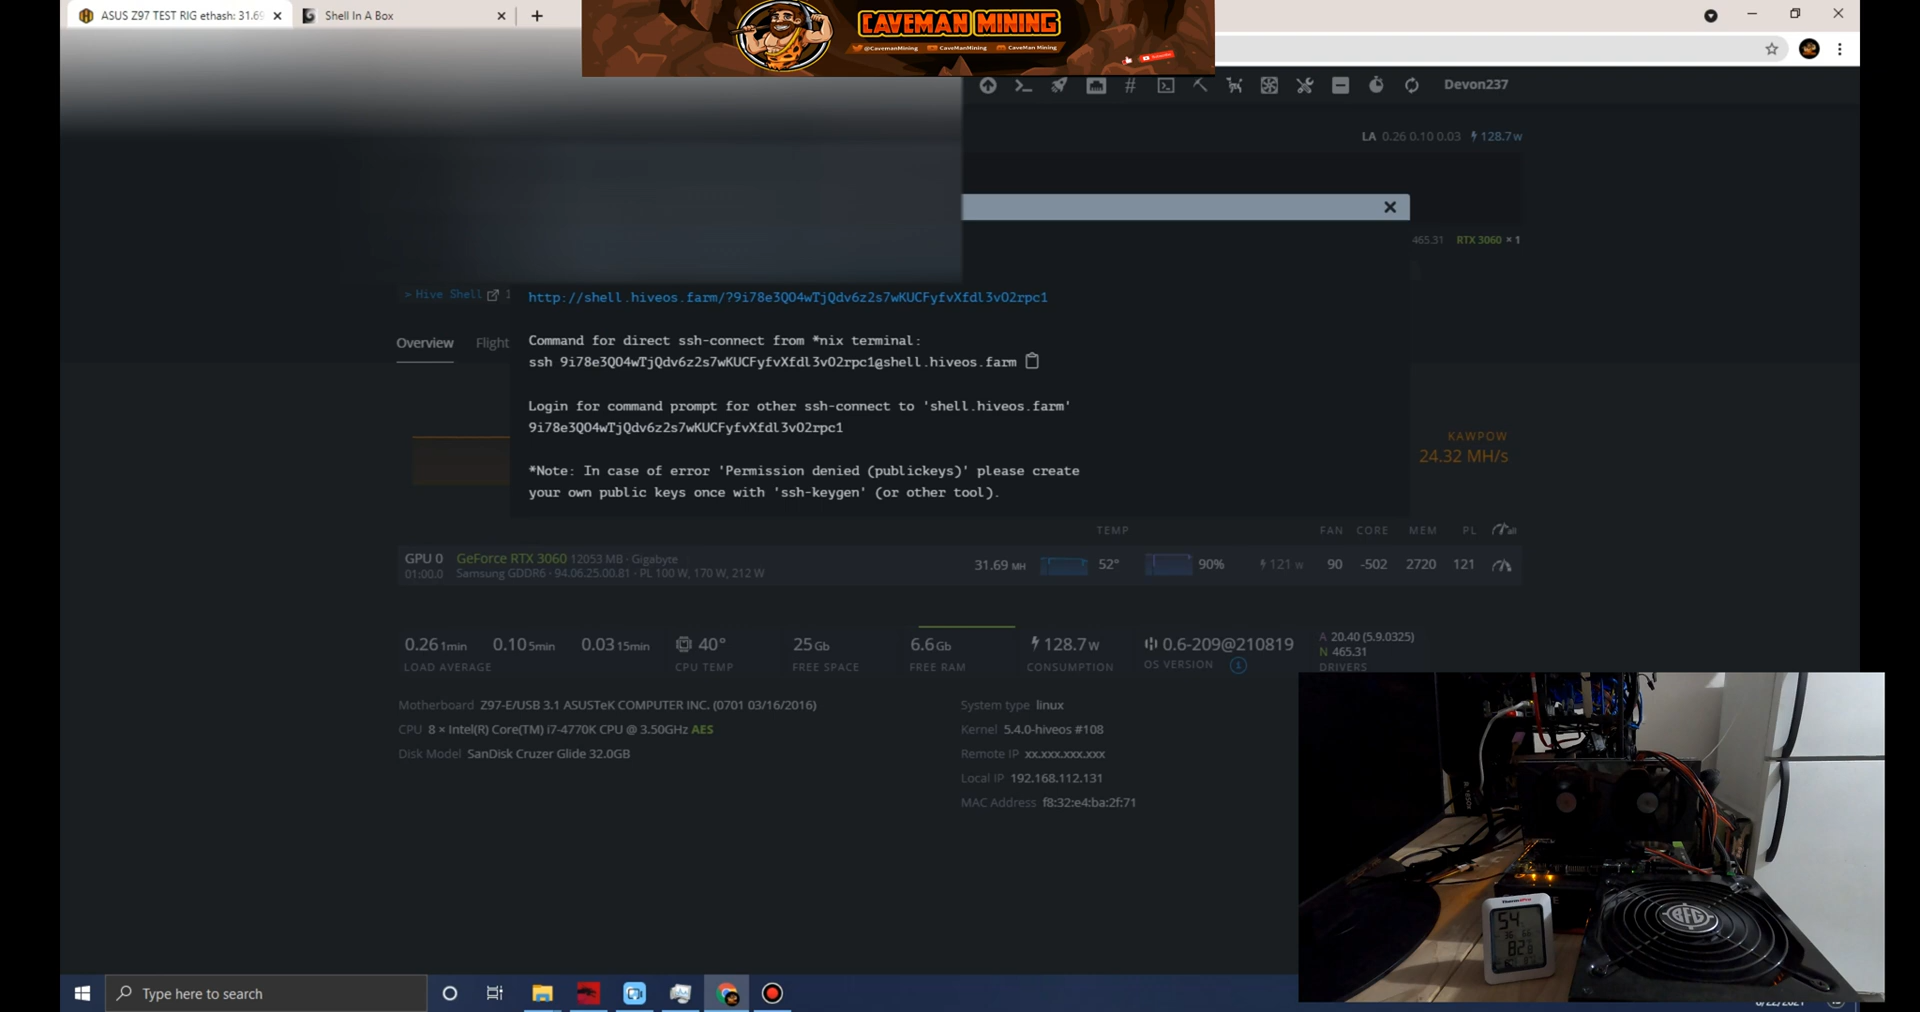 ASUS Z97 TEST RIG ethash: 31.69
Shell In A Box
CAVEMAN MINING
@CavemanMining CaveManMining CaveMan Mining
Devon237
LA 0.26 0.10 0.03 128.7 W
465.31 RTX 3060 × 1
> Hive Shell
http://shell.hiveos.farm/?9i78e3QO4wTjQdv6z2s7wKUCFyfvXfdl3vO2rpc1
Overview Flight
Command for direct ssh-connect from *nix terminal:
ssh 9i78e3QO4wTjQdv6z2s7wKUCFyfvXfdl3vO2rpc1@shell.hiveos.farm
Login for command prompt for other ssh-connect to 'shell.hiveos.farm'
9i78e3QO4wTjQdv6z2s7wKUCFyfvXfdl3vO2rpc1
KAWPOW
24.32 MH/s
*Note: In case of error 'Permission denied (publickeys)' please create
your own public keys once with 'ssh-keygen' (or other tool).
TEMP FAN CORE MEM PL
GPU 0 GeForce RTX 3060 12053 MB · Gigabyte
01:00.0 Samsung GDDR6 · 94.06.25.00.81 · PL 100 W, 170 W, 212 W
31.69 MH 52° 90% 121 W 90 -502 2720 121
0.26 1min 0.10 5min 0.03 15min 40° 25 Gb 6.6 Gb 128.7 W 0.6-209@210819
LOAD AVERAGE CPU TEMP FREE SPACE FREE RAM CONSUMPTION OS VERSION
A 20.40 (5.9.0325)
N 465.31
DRIVERS
Motherboard Z97-E/USB 3.1 ASUSTeK COMPUTER INC. (0701 03/16/2016)
CPU 8 × Intel(R) Core(TM) i7-4770K CPU @ 3.50GHz AES
Disk Model SanDisk Cruzer Glide 32.0GB
System type linux
Kernel 5.4.0-hiveos #108
Remote IP xx.xxx.xxx.xxx
Local IP 192.168.112.131
MAC Address f8:32:e4:ba:2f:71
ThermoPro
54
82
BFG
Type here to search